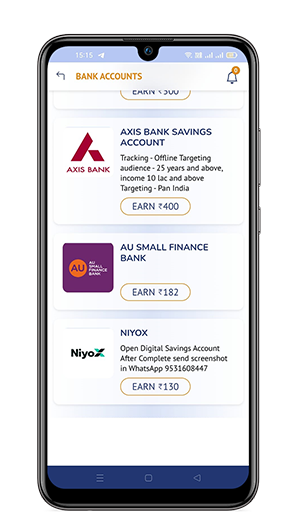 15:15
BANK ACCOUNTS
EARN ₹300
AXIS BANK SAVINGS
ACCOUNT
AXIS BANK
Tracking - Offline Targeting
audience - 25 years and above,
income 10 lac and above
Targeting - Pan India
EARN ₹400
AU SMALL FINANCE
BANK
AU
SMALL
FINANCE
BANK
EARN ₹182
NIYOX
NiyoX
Open Digital Savings Account
After Complete send screenshot
in WhatsApp 9531608447
EARN ₹130